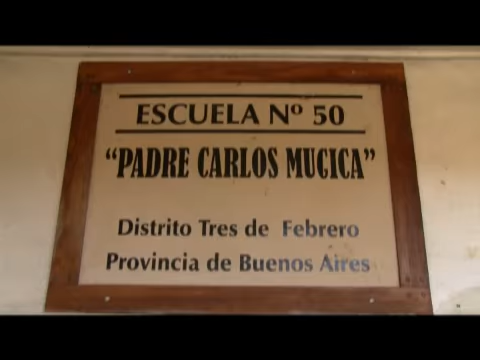 ESCUELA Nº 50
“PADRE CARLOS MUGICA”
Distrito Tres de Febrero
Provincia de Buenos Aires